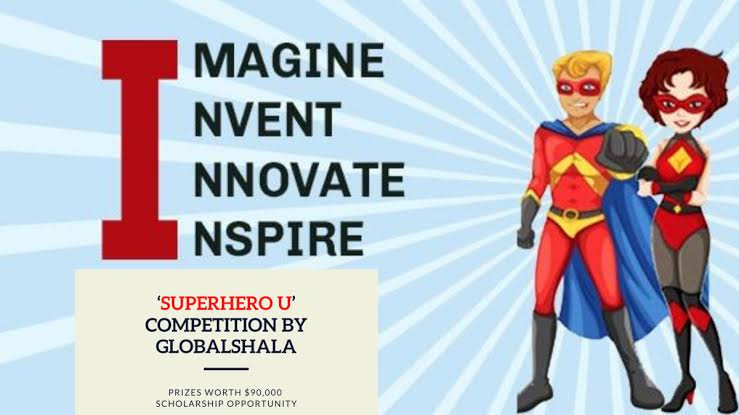 IMAGINE
INVENT
INNOVATE
INSPIRE
‘SUPERHERO U’
COMPETITION BY
GLOBALSHALA
PRIZES WORTH $90,000
SCHOLARSHIP OPPORTUNITY